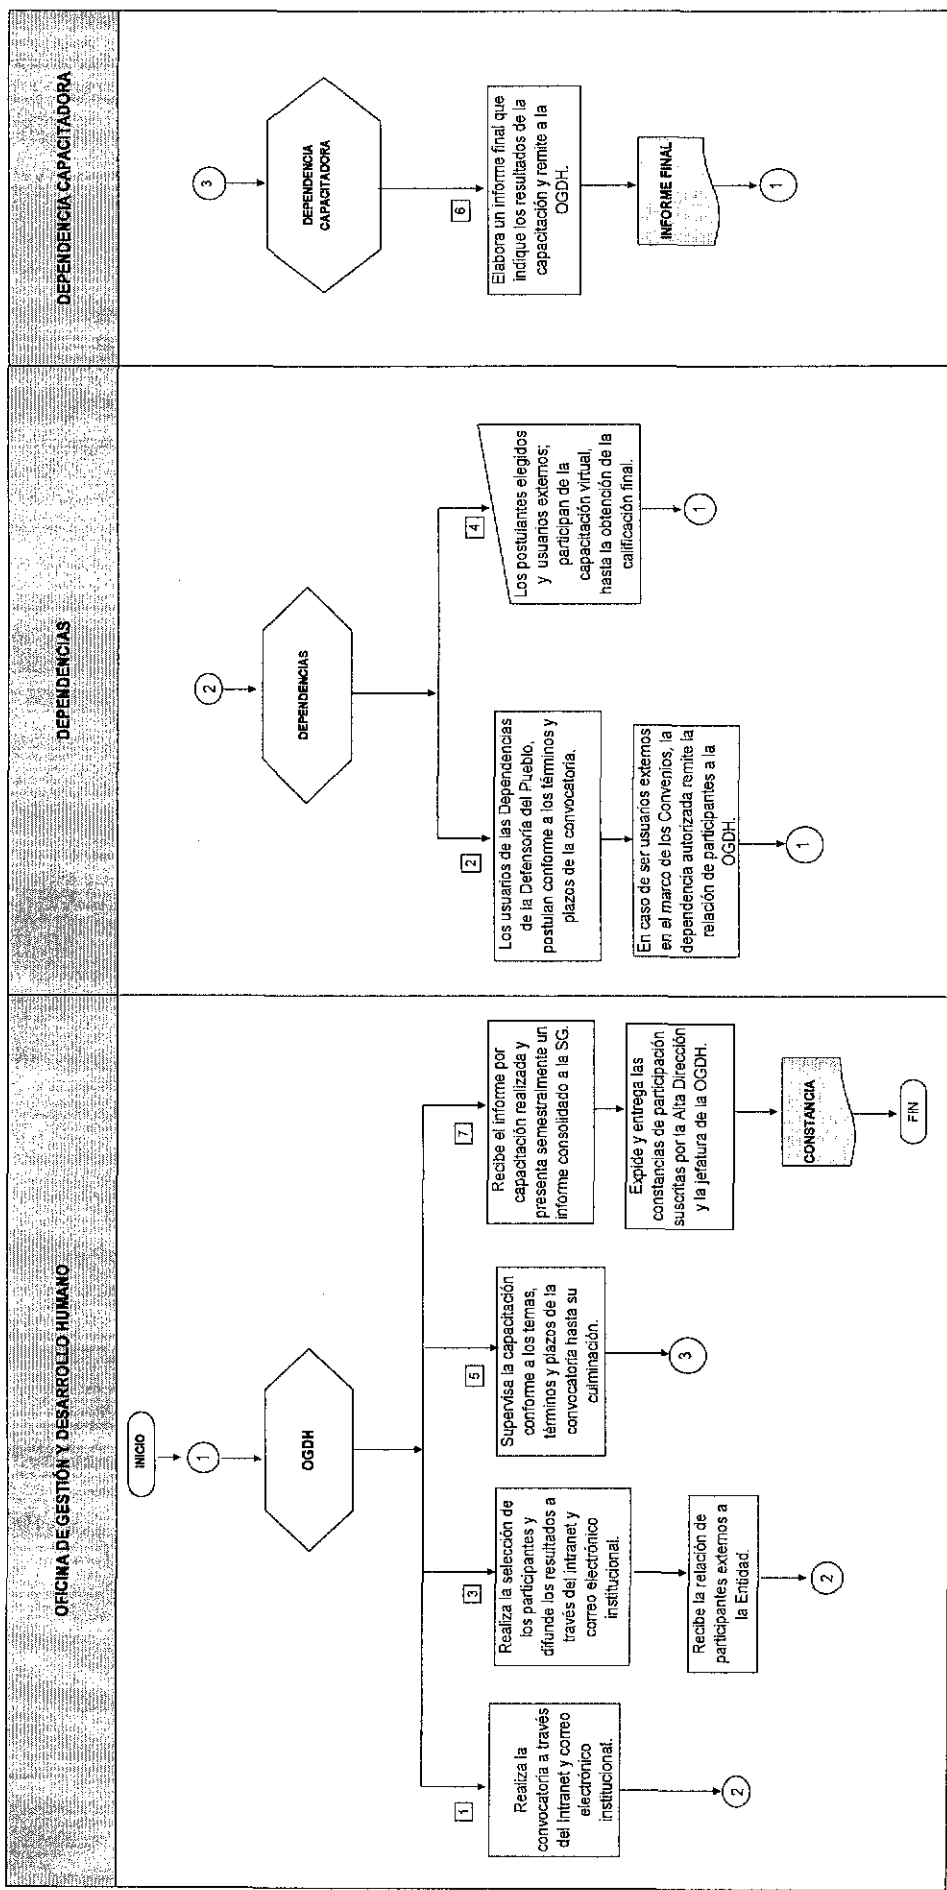 OFICINA DE GESTIÓN Y DESARROLLO HUMANO
INICIO
1
OGDH
1
Realiza la
convocatoria a través
del Intranet y correo
electrónico
institucional.
2
3
Realiza la selección de
los participantes y
difunde los resultados a
través del intranet y
correo electrónico
institucional.
Recibe la relación de
participantes externos a
la Entidad.
2
5
Supervisa la capacitación
conforme a los temas,
términos y plazos de la
convocatoria hasta su
culminación.
3
7
Recibe el informe por
capacitación realizada y
presenta semestralmente un
informe consolidado a la SG.
Expide y entrega las
constancias de participación
suscritas por la Alta Dirección
y la jefatura de la OGDH.
CONSTANCIA
FIN
DEPENDENCIAS
2
DEPENDENCIAS
2
Los usuarios de las Dependencias
de la Defensoría del Pueblo,
postulan conforme a los términos y
plazos de la convocatoria.
En caso de ser usuarios externos
en el marco de los Convenios, la
dependencia autorizada remite la
relación de participantes a la
OGDH.
1
4
Los postulantes elegidos
y usuarios externos;
participan de la
capacitación virtual,
hasta la obtención de la
calificación final.
1
DEPENDENCIA CAPACITADORA
3
DEPENDENCIA
CAPACITADORA
6
Elabora un informe final que
indique los resultados de la
capacitación y remite a la
OGDH.
INFORME FINAL
1